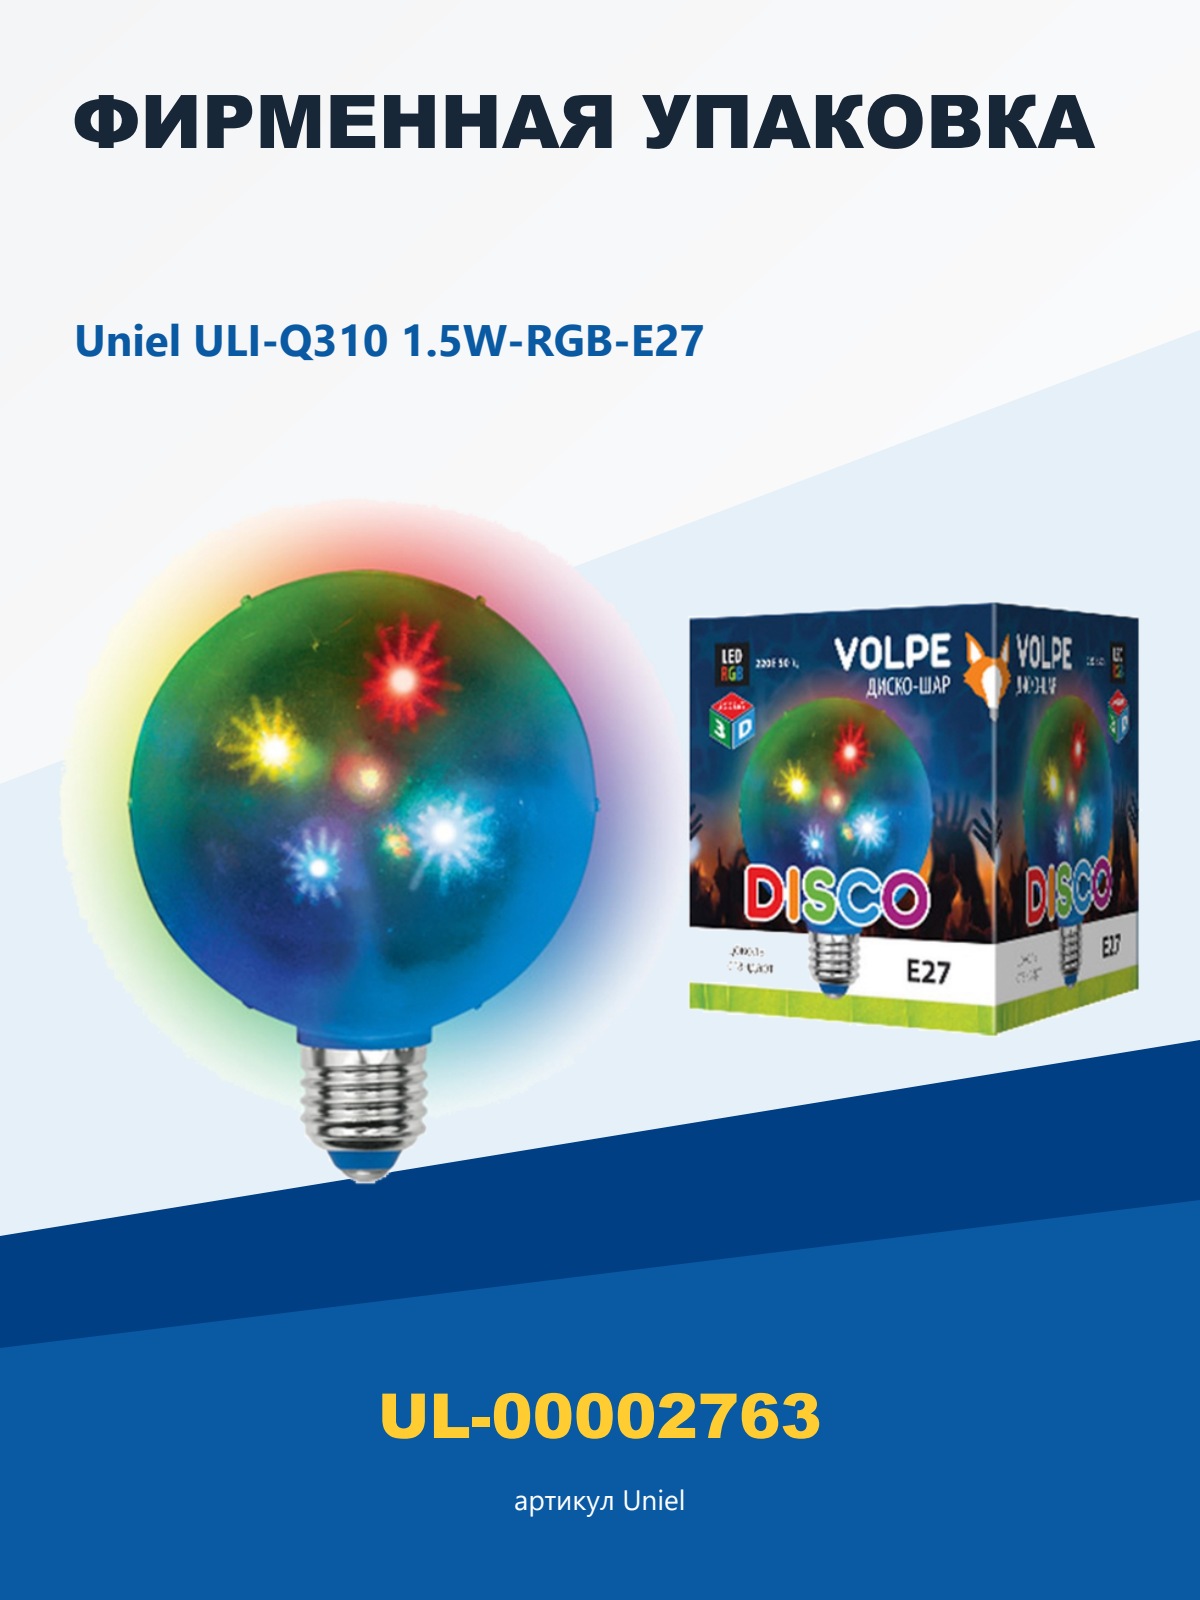 ФИРМЕННАЯ УПАКОВКА
Uniel ULI-Q310 1.5W-RGB-E27
LED
RGB
VOLPE
ДИСКО-ШАР
3 D
DISCO
E27
VOLPE
DISCO
E27
UL-00002763
артикул Uniel